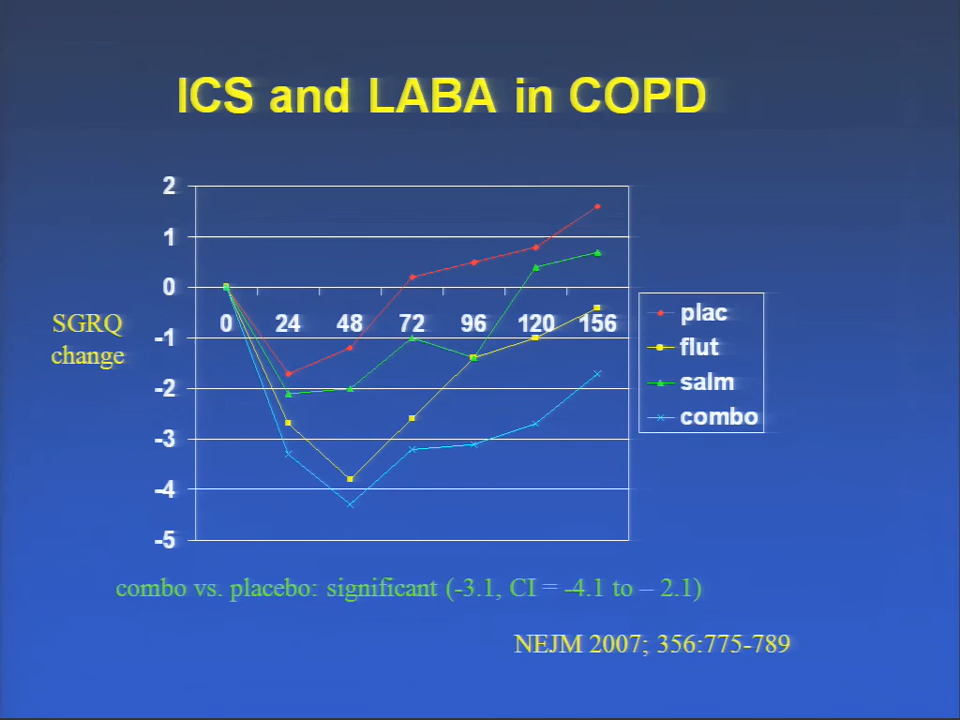 ICS and LABA in COPD
2
1
0
-1
-2
-3
-4
-5
SGRQ
change
0 24 48 72 96 120 156
plac
flut
salm
combo
combo vs. placebo: significant (-3.1, CI = -4.1 to – 2.1)
NEJM 2007; 356:775-789